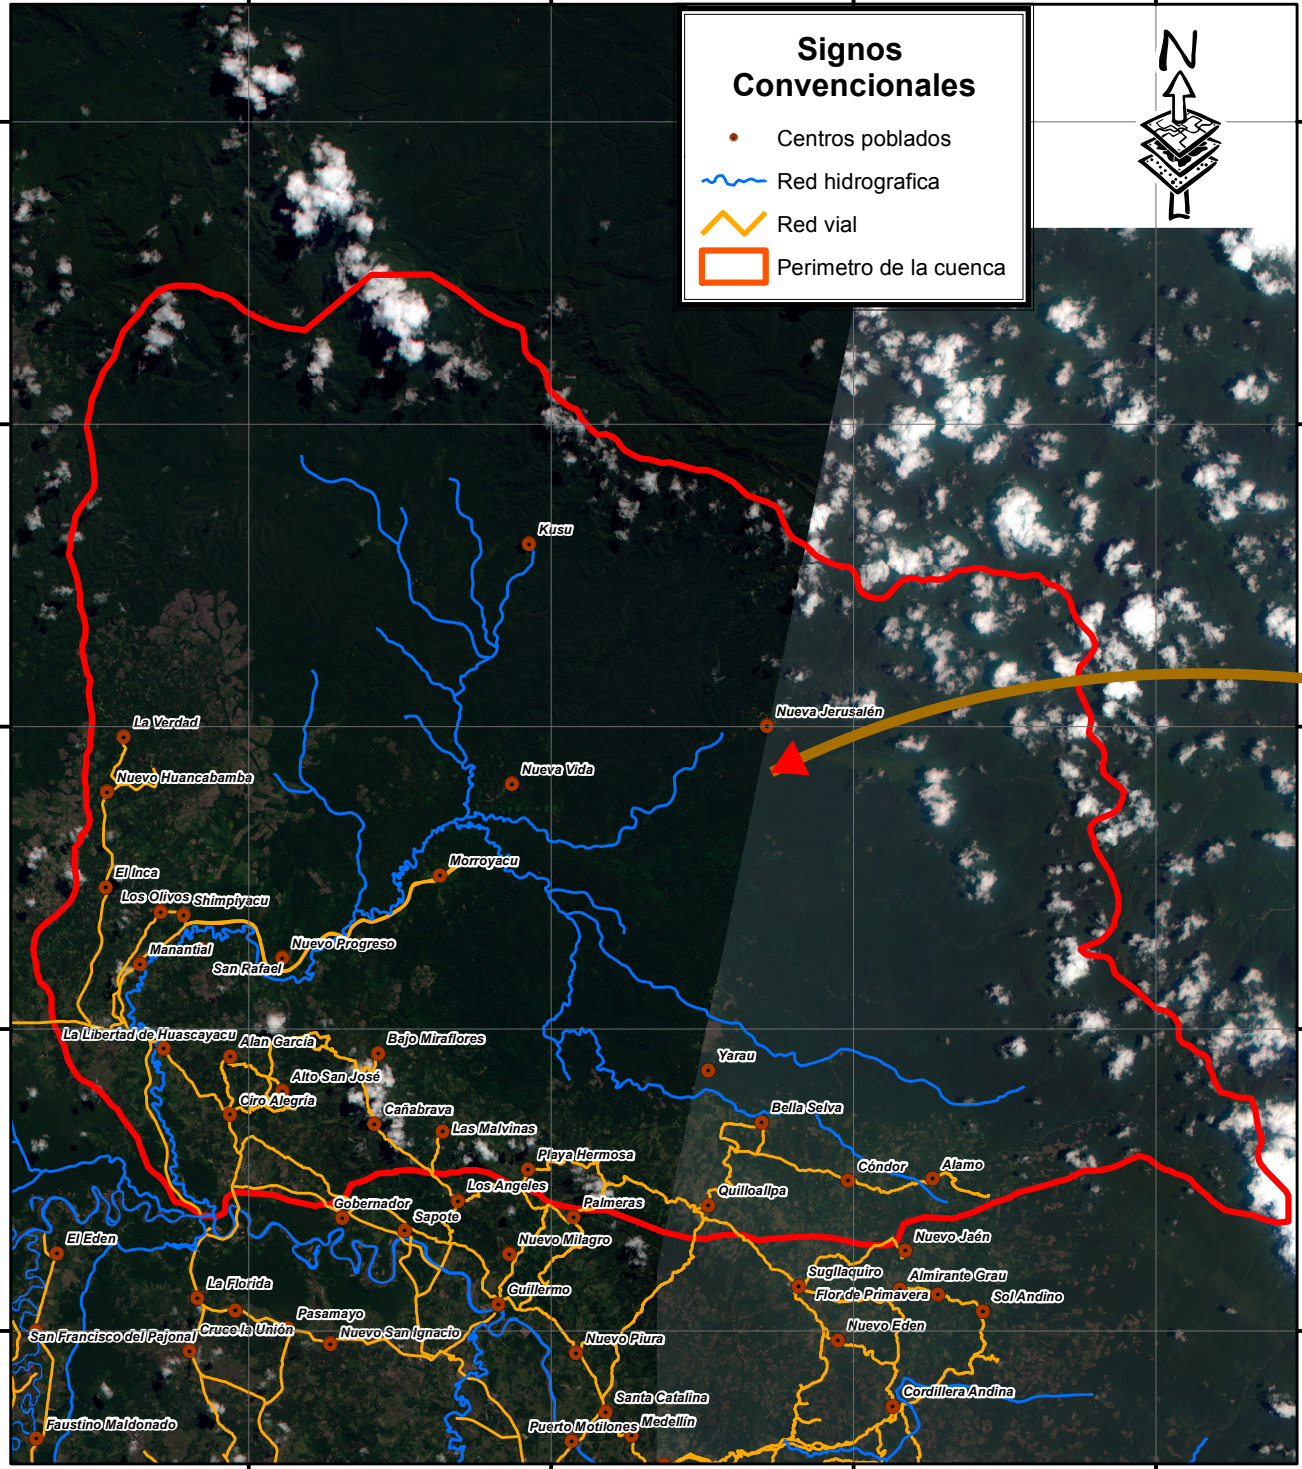 Signos
Convencionales
N
Centros poblados
Red hidrografica
Red vial
Perimetro de la cuenca
Kusu
Nueva Jerusalén
La Verdad
Nueva Vida
Nuevo Huancabamba
Morroyacu
El Inca
Los Olivos
Shimpiyacu
Manantial
Nuevo Progreso
San Rafael
La Libertad de Huascayacu
Alan García
Bajo Miraflores
Yarau
Alto San José
Ciro Alegría
Cañabrava
Bella Selva
Las Malvinas
Playa Hermosa
Cóndor
Alamo
Los Angeles
Quilloallpa
Gobernador
Sapote
Palmeras
El Eden
Nuevo Milagro
Nuevo Jaén
La Florida
Guillermo
Sugllaquiro
Almirante Grau
Flor de Primavera
Sol Andino
Pasamayo
San Francisco del Pajonal
Cruce la Unión
Nuevo San Ignacio
Nuevo Piura
Nuevo Eden
Santa Catalina
Cordillera Andina
Faustino Maldonado
Puerto Motilones
Medellín